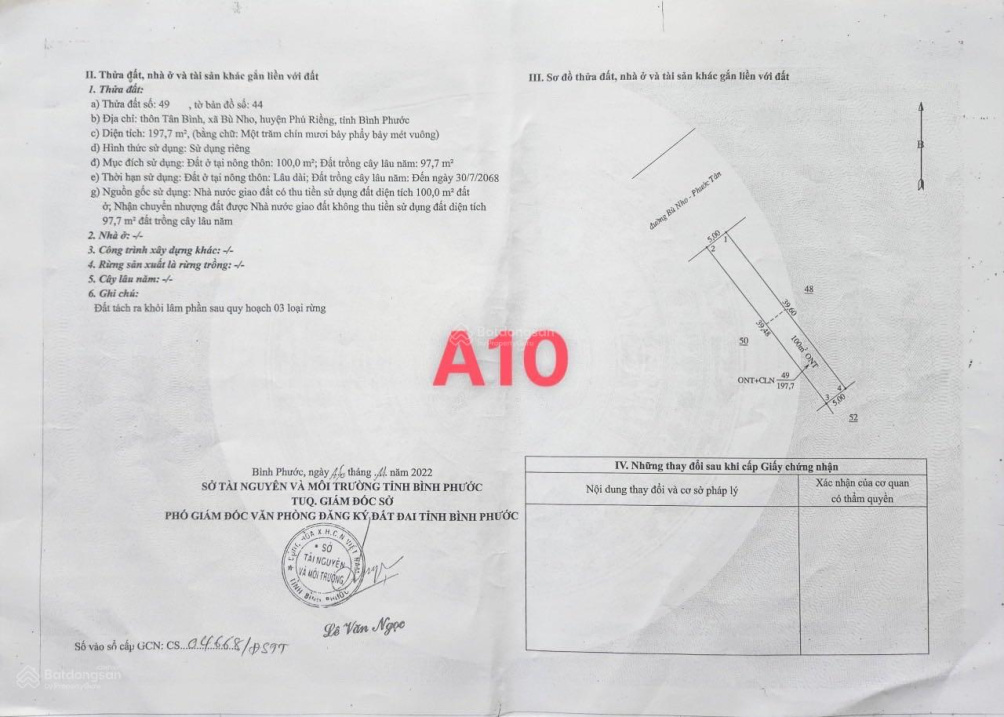 II. Thửa đất, nhà ở và tài sản khác gắn liền với đất
1. Thửa đất:
a) Thửa đất số: 49 , tờ bản đồ số: 44
b) Địa chỉ: thôn Tân Bình, xã Bù Nho, huyện Phú Riềng, tỉnh Bình Phước
c) Diện tích: 197,7 m², (bằng chữ: Một trăm chín mươi bảy phẩy bảy mét vuông)
d) Hình thức sử dụng: Sử dụng riêng
đ) Mục đích sử dụng: Đất ở tại nông thôn: 100,0 m²; Đất trồng cây lâu năm: 97,7 m²
e) Thời hạn sử dụng: Đất ở tại nông thôn: Lâu dài; Đất trồng cây lâu năm: Đến ngày 30/7/2068
g) Nguồn gốc sử dụng: Nhà nước giao đất có thu tiền sử dụng đất diện tích 100,0 m² đất
ở; Nhận chuyển nhượng đất được Nhà nước giao đất không thu tiền sử dụng đất diện tích
97,7 m² đất trồng cây lâu năm
2. Nhà ở: -/-
3. Công trình xây dựng khác: -/-
4. Rừng sản xuất là rừng trồng: -/-
5. Cây lâu năm: -/-
6. Ghi chú:
Đất tách ra khỏi lâm phần sau quy hoạch 03 loại rừng
A10
Bình Phước, ngày 16 tháng 11 năm 2022
SỞ TÀI NGUYÊN VÀ MÔI TRƯỜNG TỈNH BÌNH PHƯỚC
TUQ. GIÁM ĐỐC SỞ
PHÓ GIÁM ĐỐC VĂN PHÒNG ĐĂNG KÝ ĐẤT ĐAI TỈNH BÌNH PHƯỚC
SỞ
TÀI NGUYÊN
VÀ MÔI TRƯỜNG
TỈNH BÌNH PHƯỚC
Lê Văn Ngọc
Số vào sổ cấp GCN: CS...04668/ĐSTT
Batdongsan
III. Sơ đồ thửa đất, nhà ở và tài sản khác gắn liền với đất
B
đường Bù Nho - Phước Tân
5,00
1
2
48
39,60
39,48
50
100m² ONT
ONT+CLN 49
197,7
4
3
5,00
52
IV. Những thay đổi sau khi cấp Giấy chứng nhận
Nội dung thay đổi và cơ sở pháp lý
Xác nhận của cơ quan
có thẩm quyền
Batdongsan